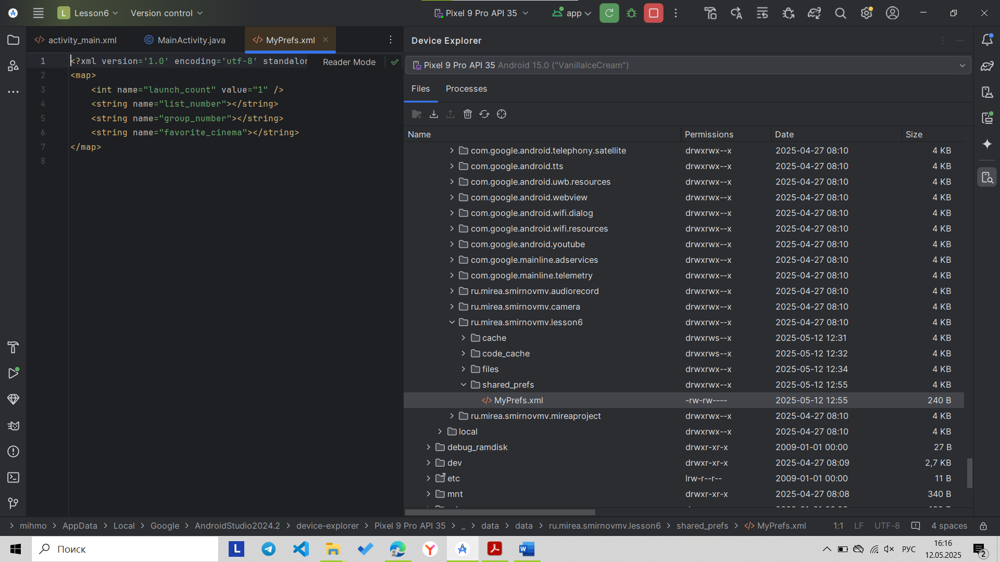 L Lesson6 Version control Pixel 9 Pro API 35 app
activity_main.xml MainActivity.java MyPrefs.xml
Device Explorer
1 <?xml version='1.0' encoding='utf-8' standalon
Reader Mode
2 <map>
3 <int name="launch_count" value="1" />
4 <string name="list_number"></string>
5 <string name="group_number"></string>
6 <string name="favorite_cinema"></string>
7 </map>
8
Pixel 9 Pro API 35 Android 15.0 ("VanillaIceCream")
Files Processes
Name Permissions Date Size
com.google.android.telephony.satellite drwxrwx--x 2025-04-27 08:10 4 KB
com.google.android.tts drwxrwx--x 2025-04-27 08:10 4 KB
com.google.android.uwb.resources drwxrwx--x 2025-04-27 08:10 4 KB
com.google.android.webview drwxrwx--x 2025-04-27 08:10 4 KB
com.google.android.wifi.dialog drwxrwx--x 2025-04-27 08:10 4 KB
com.google.android.wifi.resources drwxrwx--x 2025-04-27 08:10 4 KB
com.google.android.youtube drwxrwx--x 2025-04-27 08:10 4 KB
com.google.mainline.adservices drwxrwx--x 2025-04-27 08:10 4 KB
com.google.mainline.telemetry drwxrwx--x 2025-04-27 08:10 4 KB
ru.mirea.smirnovmv.audiorecord drwxrwx--x 2025-04-27 08:10 4 KB
ru.mirea.smirnovmv.camera drwxrwx--x 2025-04-27 08:10 4 KB
ru.mirea.smirnovmv.lesson6 drwxrwx--x 2025-04-27 08:10 4 KB
cache drwxrws--x 2025-05-12 12:31 4 KB
code_cache drwxrws--x 2025-05-12 12:32 4 KB
files drwxrwx--x 2025-05-12 12:34 4 KB
shared_prefs drwxrwx--x 2025-05-12 12:55 4 KB
MyPrefs.xml -rw-rw---- 2025-05-12 12:55 240 B
ru.mirea.smirnovmv.mireaproject drwxrwx--x 2025-04-27 08:10 4 KB
local drwxrwx--x 2025-04-27 08:10 4 KB
debug_ramdisk drwxr-xr-x 2009-01-01 00:00 27 B
dev drwxr-xr-x 2025-04-27 08:09 2,7 KB
etc lrw-r--r-- 2009-01-01 00:00 11 B
mnt drwxr-xr-x 2025-04-27 08:08 340 B
mihmo > AppData > Local > Google > AndroidStudio2024.2 > device-explorer > Pixel 9 Pro API 35 > _ > data > data > ru.mirea.smirnovmv.lesson6 > shared_prefs > MyPrefs.xml 1:1 LF UTF-8 4 spaces
Поиск
РУС
16:16
12.05.2025
2